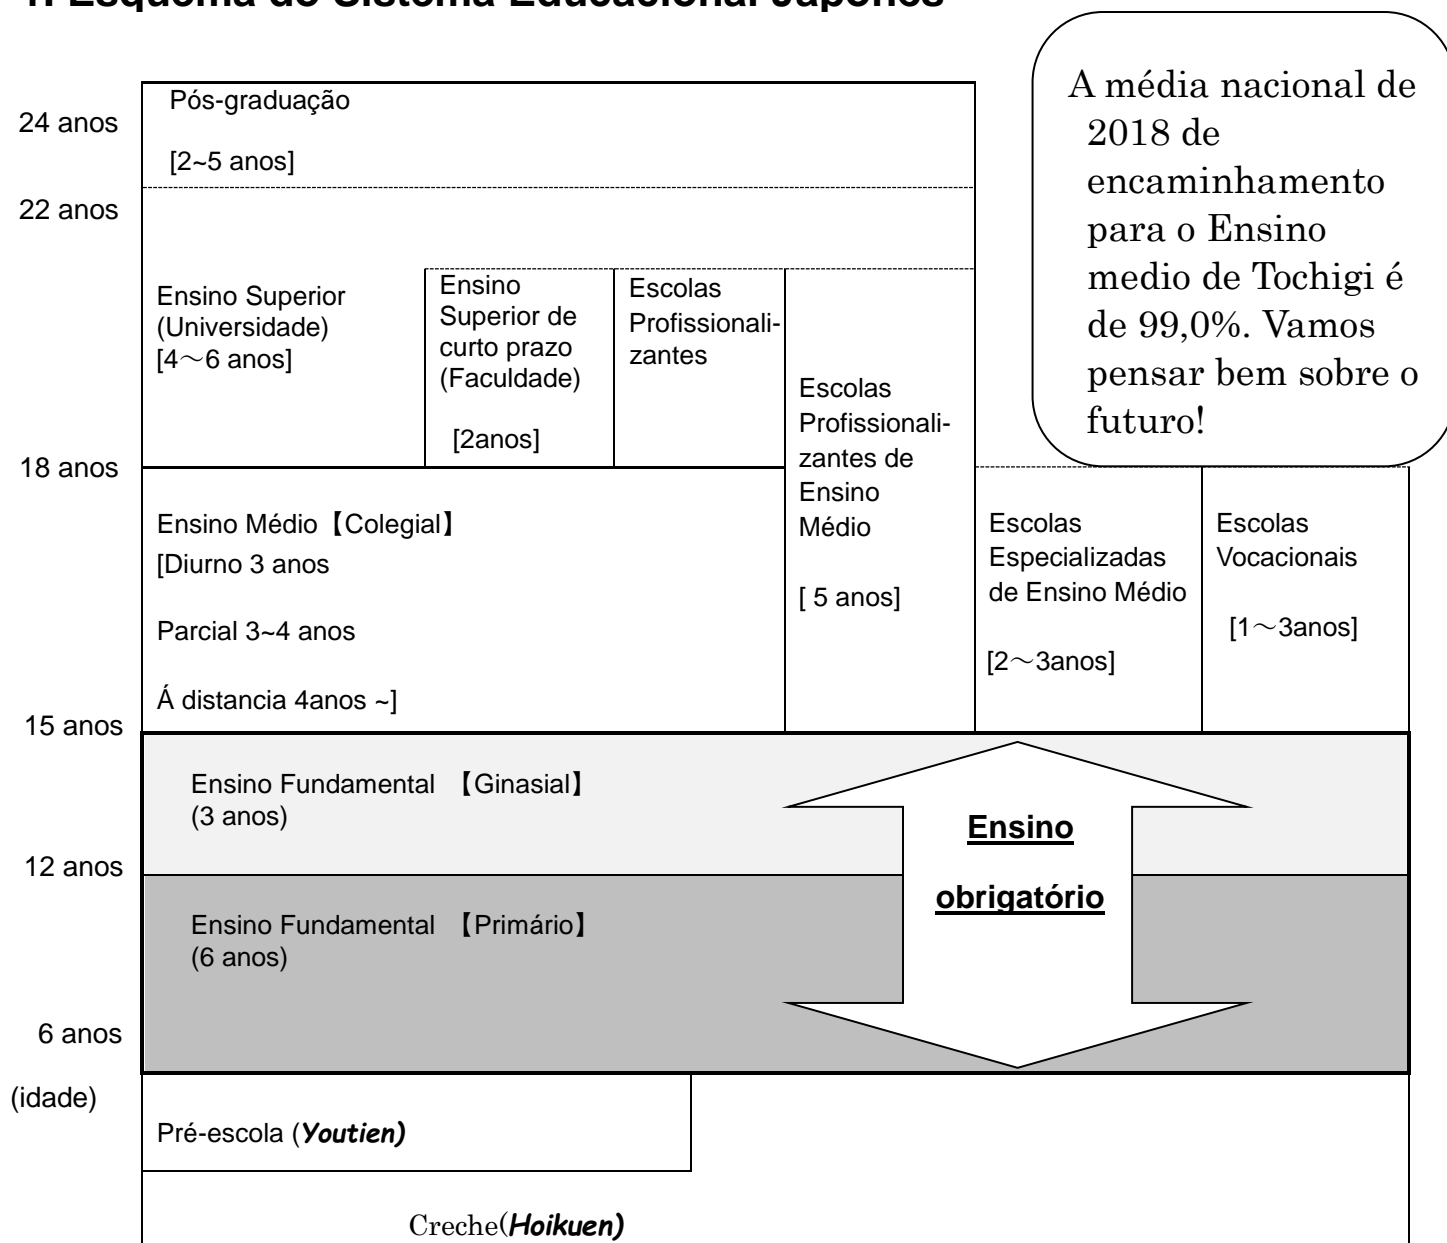 1. Esquema do Sistema Educacional Japonês
A média nacional de
2018 de
encaminhamento
para o Ensino
medio de Tochigi é
de 99,0%. Vamos
pensar bem sobre o
futuro!
24 anos
Pós-graduação
[2~5 anos]
22 anos
Ensino Superior
(Universidade)
[4～6 anos]
Ensino
Superior de
curto prazo
(Faculdade)
[2anos]
Escolas
Profissionali-
zantes
Escolas
Profissionali-
zantes de
Ensino
Médio
[ 5 anos]
18 anos
Ensino Médio【Colegial】
[Diurno 3 anos
Parcial 3~4 anos
Á distancia 4anos ~]
Escolas
Especializadas
de Ensino Médio
[2～3anos]
Escolas
Vocacionais
[1～3anos]
15 anos
Ensino Fundamental 【Ginasial】
(3 anos)
Ensino
obrigatório
12 anos
Ensino Fundamental 【Primário】
(6 anos)
6 anos
(idade)
Pré-escola (Youtien)
Creche(Hoikuen)